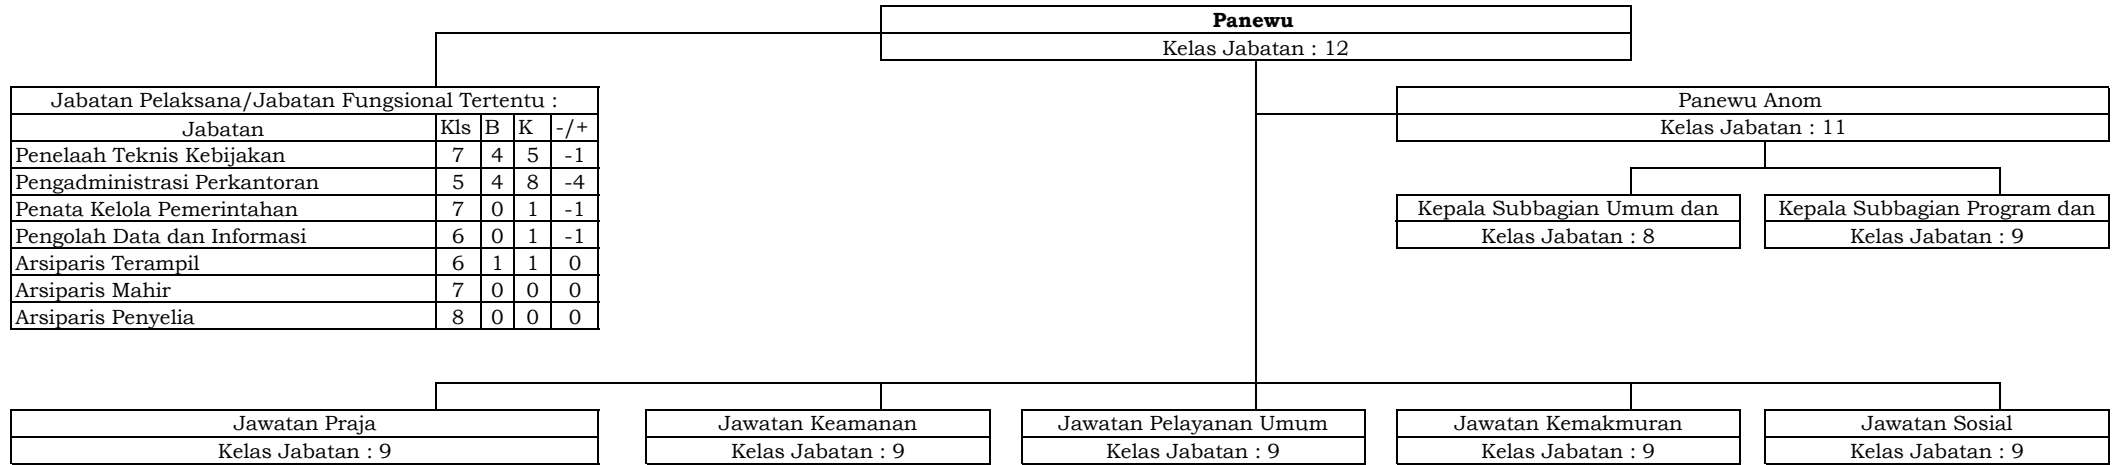 Panewu
Kelas Jabatan : 12
Jabatan Pelaksana/Jabatan Fungsional Tertentu :
Jabatan Kls B K -/+
Penelaah Teknis Kebijakan 7 4 5 -1
Pengadministrasi Perkantoran 5 4 8 -4
Penata Kelola Pemerintahan 7 0 1 -1
Pengolah Data dan Informasi 6 0 1 -1
Arsiparis Terampil 6 1 1 0
Arsiparis Mahir 7 0 0 0
Arsiparis Penyelia 8 0 0 0
Panewu Anom
Kelas Jabatan : 11
Kepala Subbagian Umum dan
Kelas Jabatan : 8
Kepala Subbagian Program dan
Kelas Jabatan : 9
Jawatan Praja
Kelas Jabatan : 9
Jawatan Keamanan
Kelas Jabatan : 9
Jawatan Pelayanan Umum
Kelas Jabatan : 9
Jawatan Kemakmuran
Kelas Jabatan : 9
Jawatan Sosial
Kelas Jabatan : 9